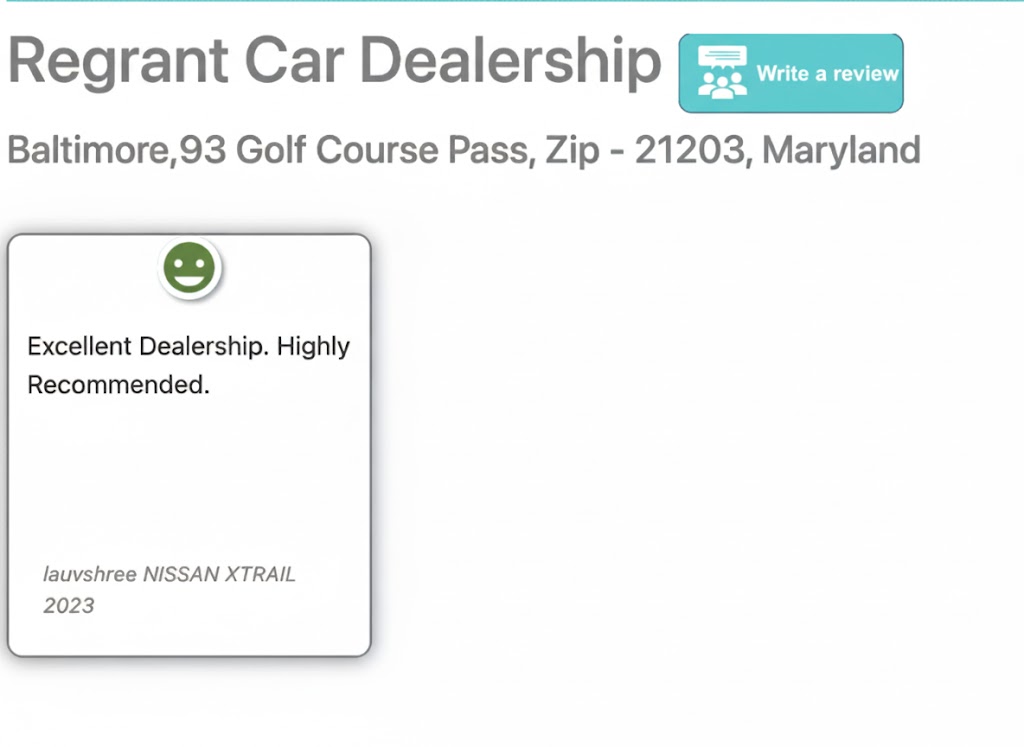 Regrant Car Dealership
Write a review
Baltimore,93 Golf Course Pass, Zip - 21203, Maryland
Excellent Dealership. Highly
Recommended.
lauvshree NISSAN XTRAIL
2023